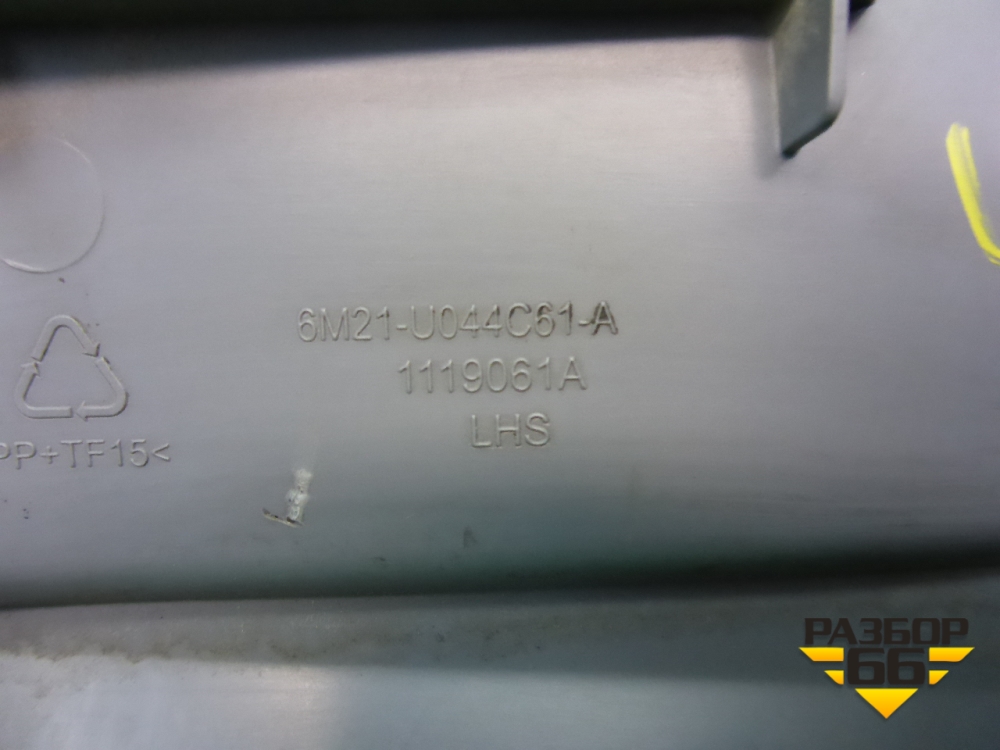 6M21-U044C61-A
1119061A
LHS
PP+TF15<
РАЗБОР
66